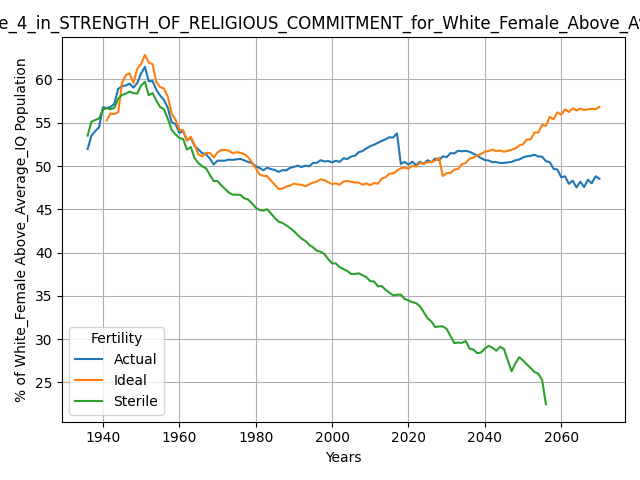 e_4_in_STRENGTH_OF_RELIGIOUS_COMMITMENT_for_White_Female_Above_Av
% of White_Female Above_Average_IQ Population
60
55
50
45
40
35
30
25
Fertility
Actual
Ideal
Sterile
1940 1960 1980 2000 2020 2040 2060
Years